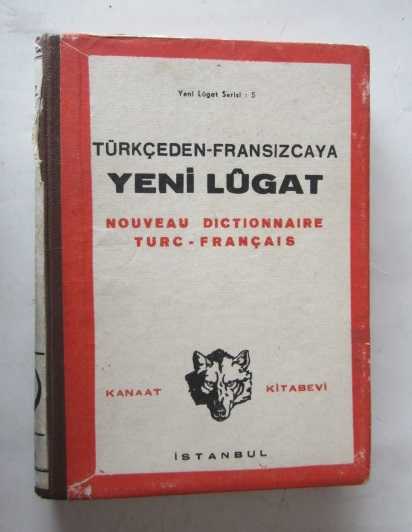 Yeni Lûgat Serisi : 5
TÜRKÇEDEN-FRANSIZCAYA
YENİ LÛGAT
NOUVEAU DICTIONNAIRE
TURC - FRANÇAIS
KANAAT KİTABEVİ
İSTANBUL